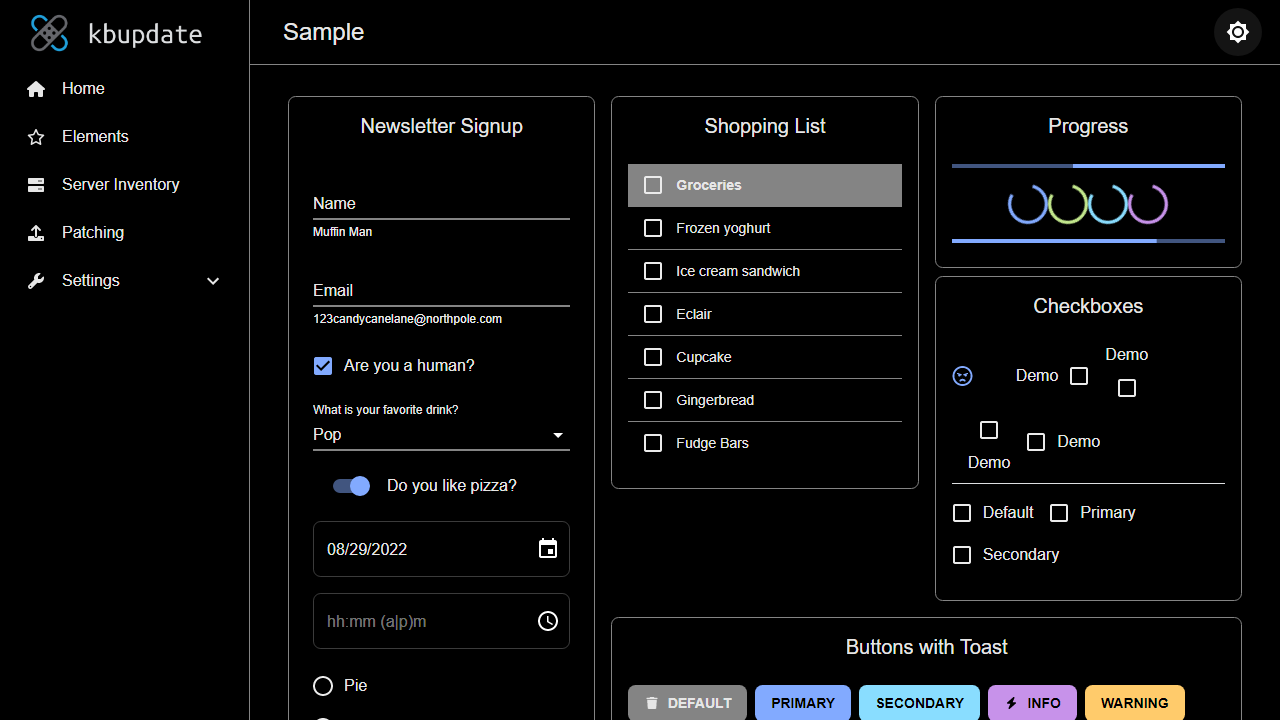 kbupdate
Home
Elements
Server Inventory
Patching
Settings
Sample
Newsletter Signup
Name
Muffin Man
Email
123candycanelane@northpole.com
Are you a human?
What is your favorite drink?
Pop
Do you like pizza?
08/29/2022
hh:mm (a|p)m
Pie
Shopping List
Groceries
Frozen yoghurt
Ice cream sandwich
Eclair
Cupcake
Gingerbread
Fudge Bars
Progress
Checkboxes
Demo
Demo
Demo
Demo
Default Primary
Secondary
Buttons with Toast
DEFAULT PRIMARY SECONDARY INFO WARNING